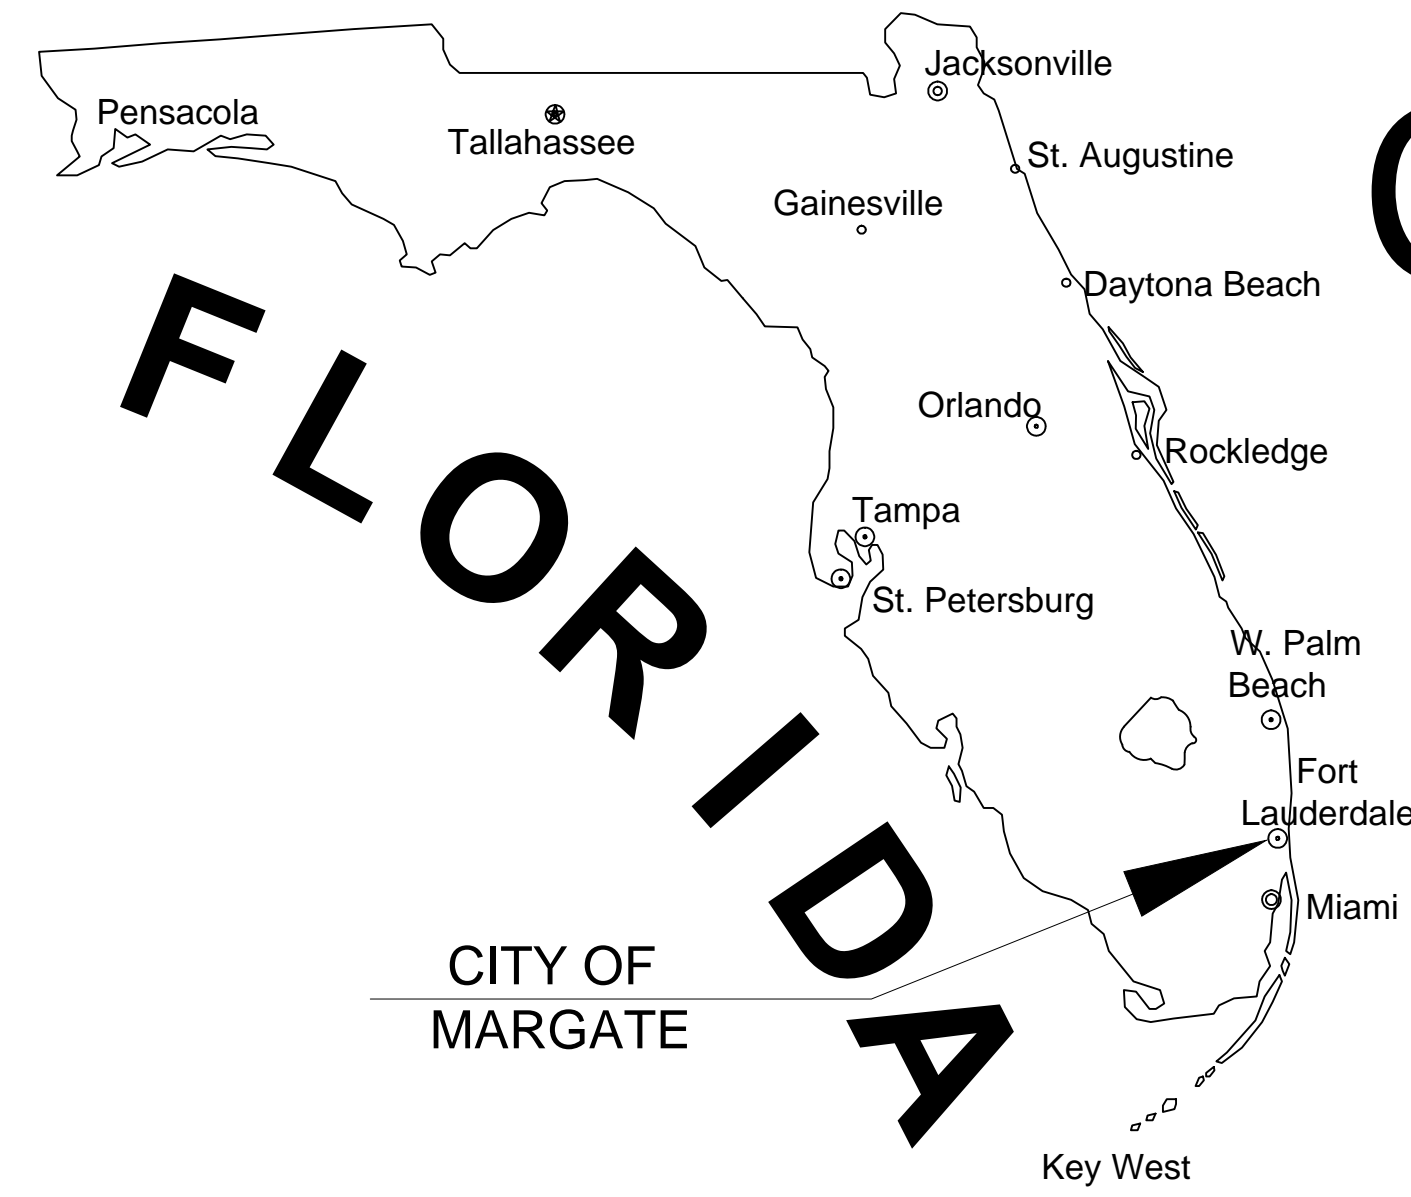 Jacksonville
Pensacola
Tallahassee
St. Augustine
Gainesville
Daytona Beach
FLORIDA
Orlando
Rockledge
Tampa
St. Petersburg
W. Palm
Beach
Fort
Lauderdale
Miami
CITY OF
MARGATE
Key West